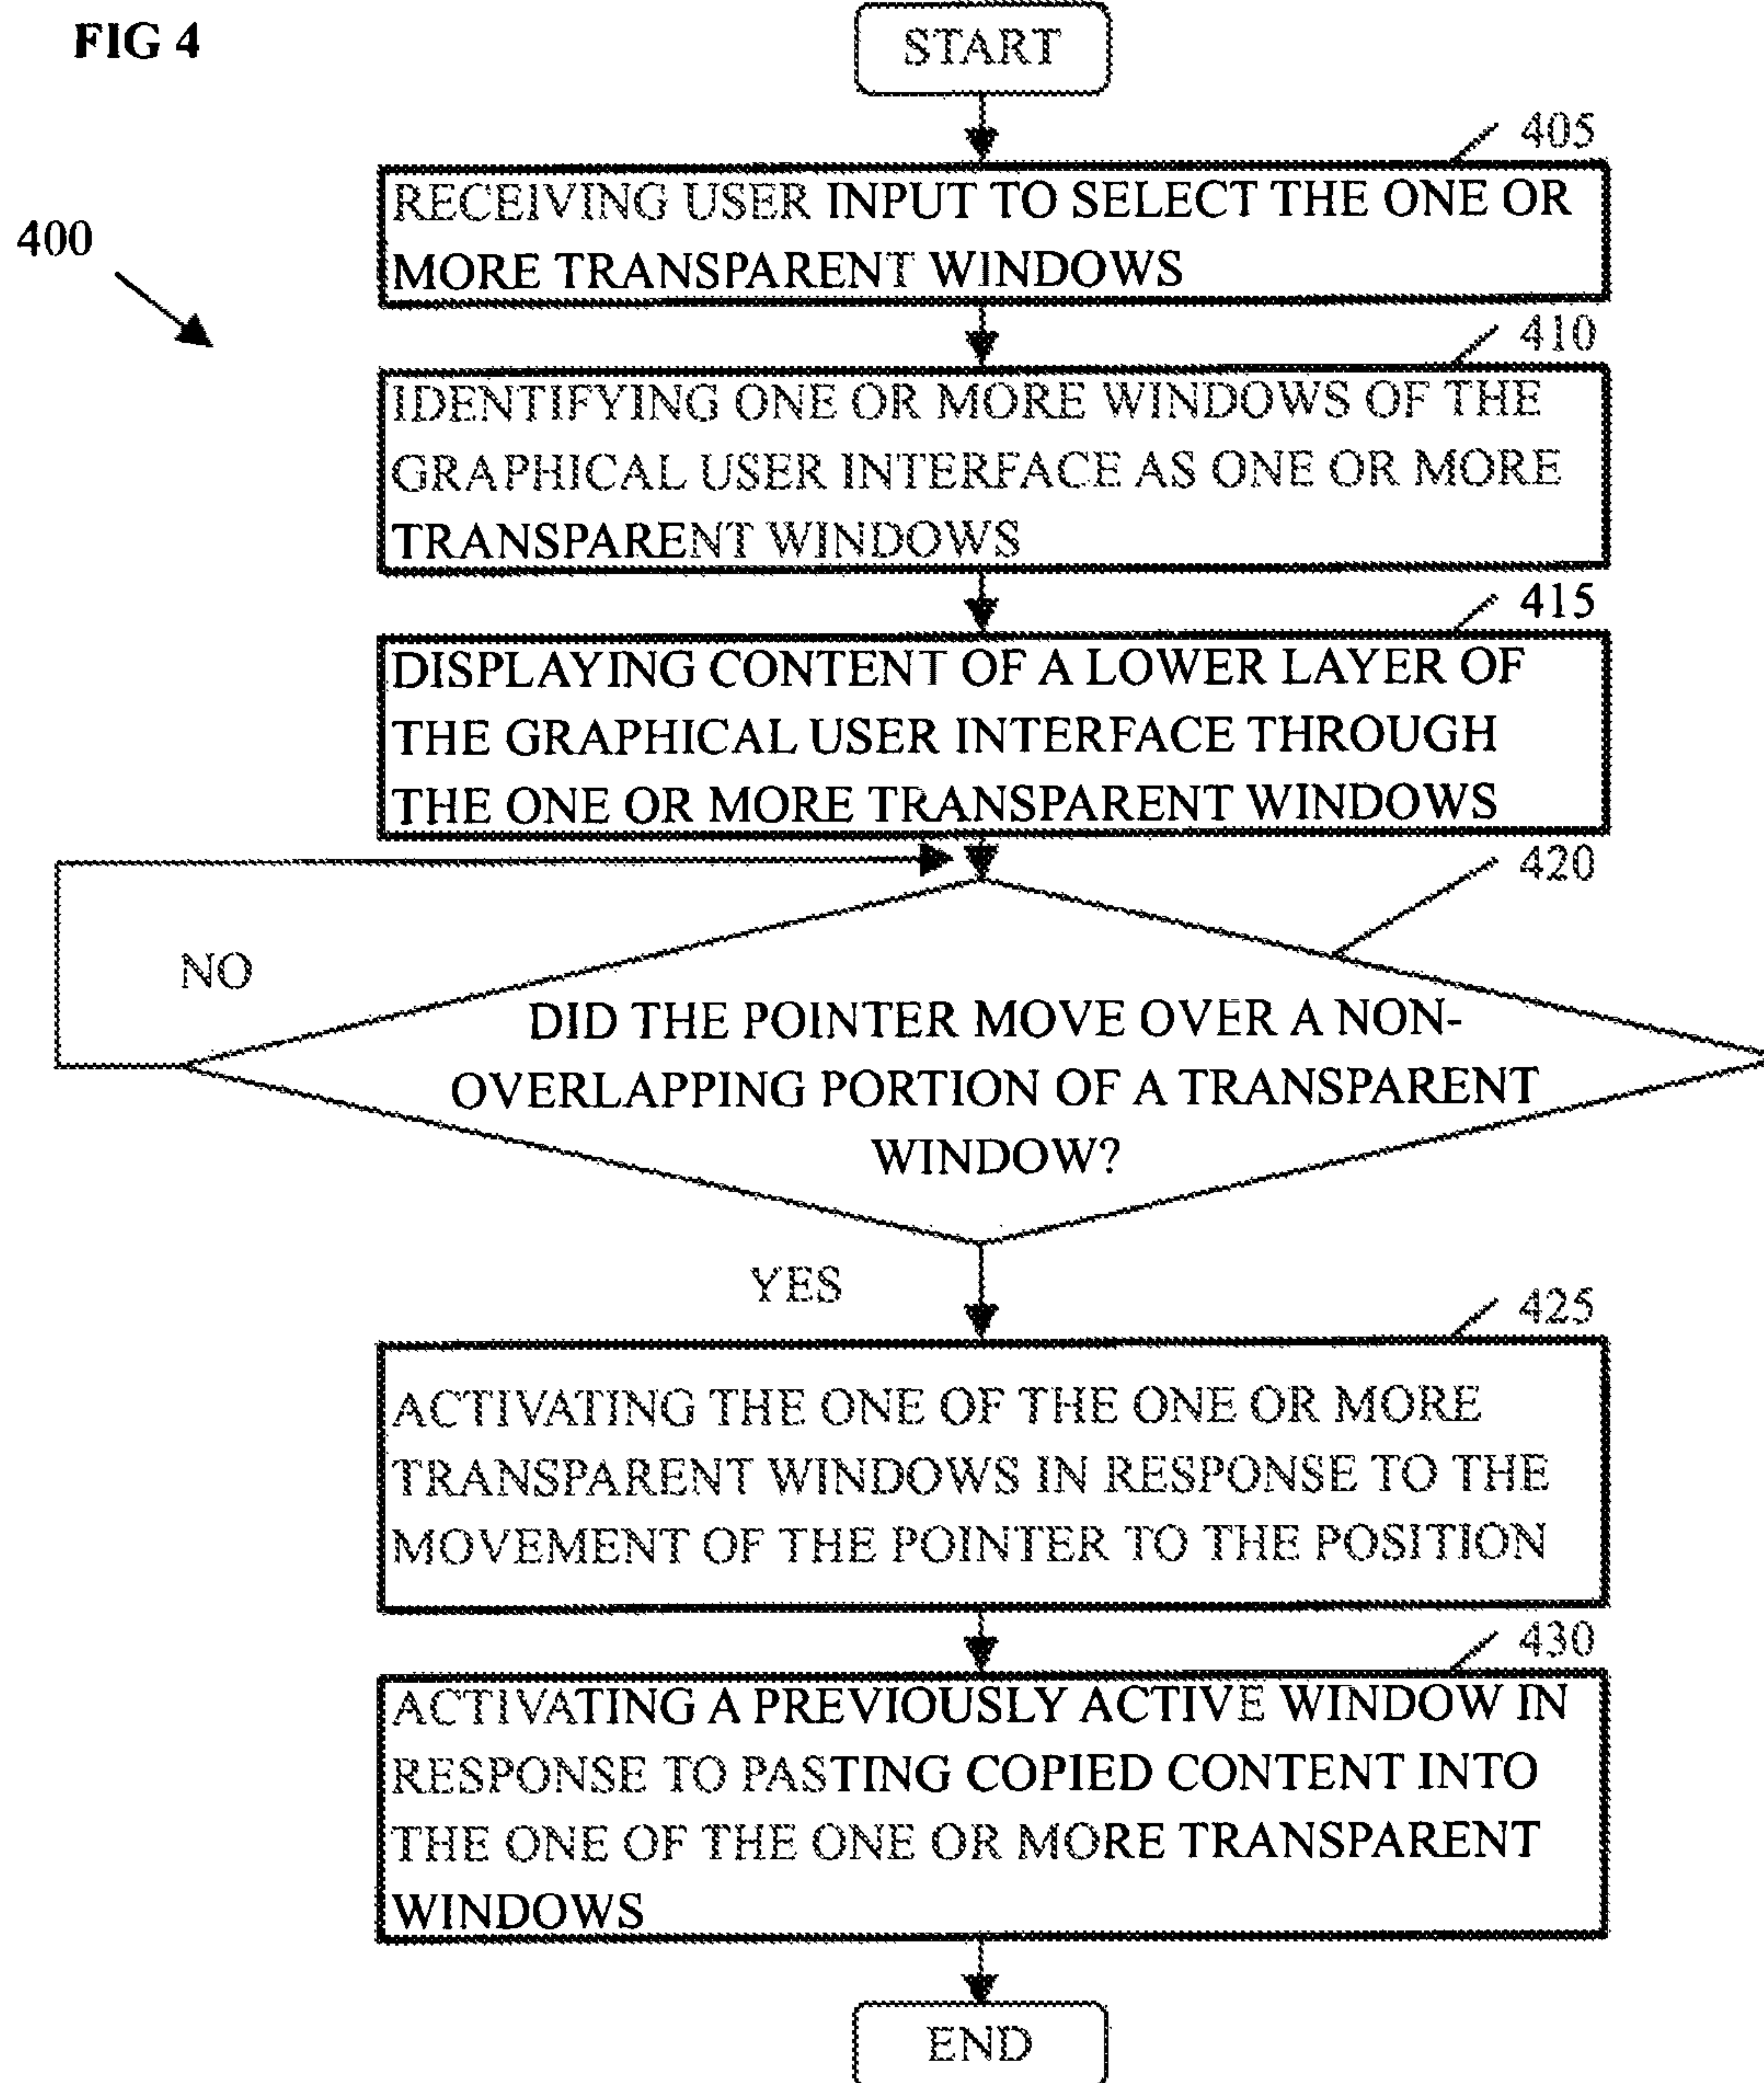 FIG 4
START
405
RECEIVING USER INPUT TO SELECT THE ONE OR
MORE TRANSPARENT WINDOWS
400
410
IDENTIFYING ONE OR MORE WINDOWS OF THE
GRAPHICAL USER INTERFACE AS ONE OR MORE
TRANSPARENT WINDOWS
415
DISPLAYING CONTENT OF A LOWER LAYER OF
THE GRAPHICAL USER INTERFACE THROUGH
THE ONE OR MORE TRANSPARENT WINDOWS
420
NO
DID THE POINTER MOVE OVER A NON-
OVERLAPPING PORTION OF A TRANSPARENT
WINDOW?
YES
425
ACTIVATING THE ONE OF THE ONE OR MORE
TRANSPARENT WINDOWS IN RESPONSE TO THE
MOVEMENT OF THE POINTER TO THE POSITION
430
ACTIVATING A PREVIOUSLY ACTIVE WINDOW IN
RESPONSE TO PASTING COPIED CONTENT INTO
THE ONE OF THE ONE OR MORE TRANSPARENT
WINDOWS
END